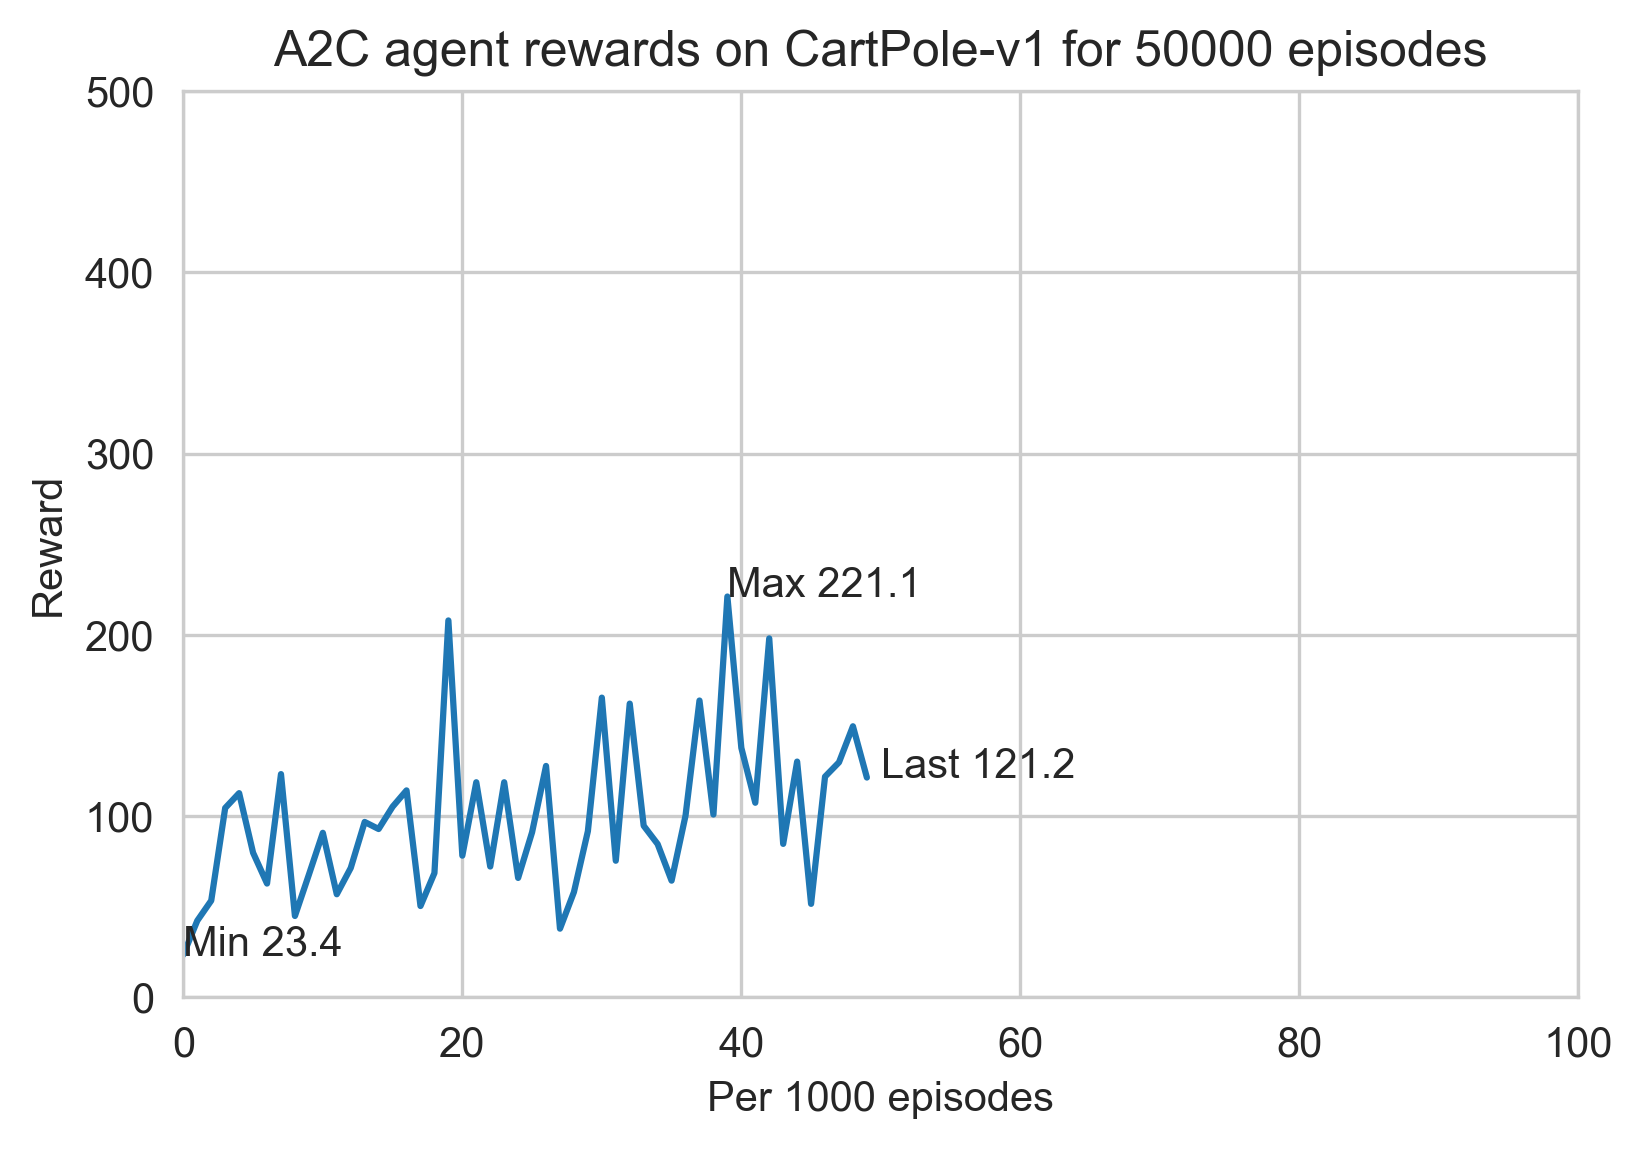 A2C agent rewards on CartPole-v1 for 50000 episodes
500
400
300
200
100
0
Reward
Max 221.1
Last 121.2
Min 23.4
0 20 40 60 80 100
Per 1000 episodes